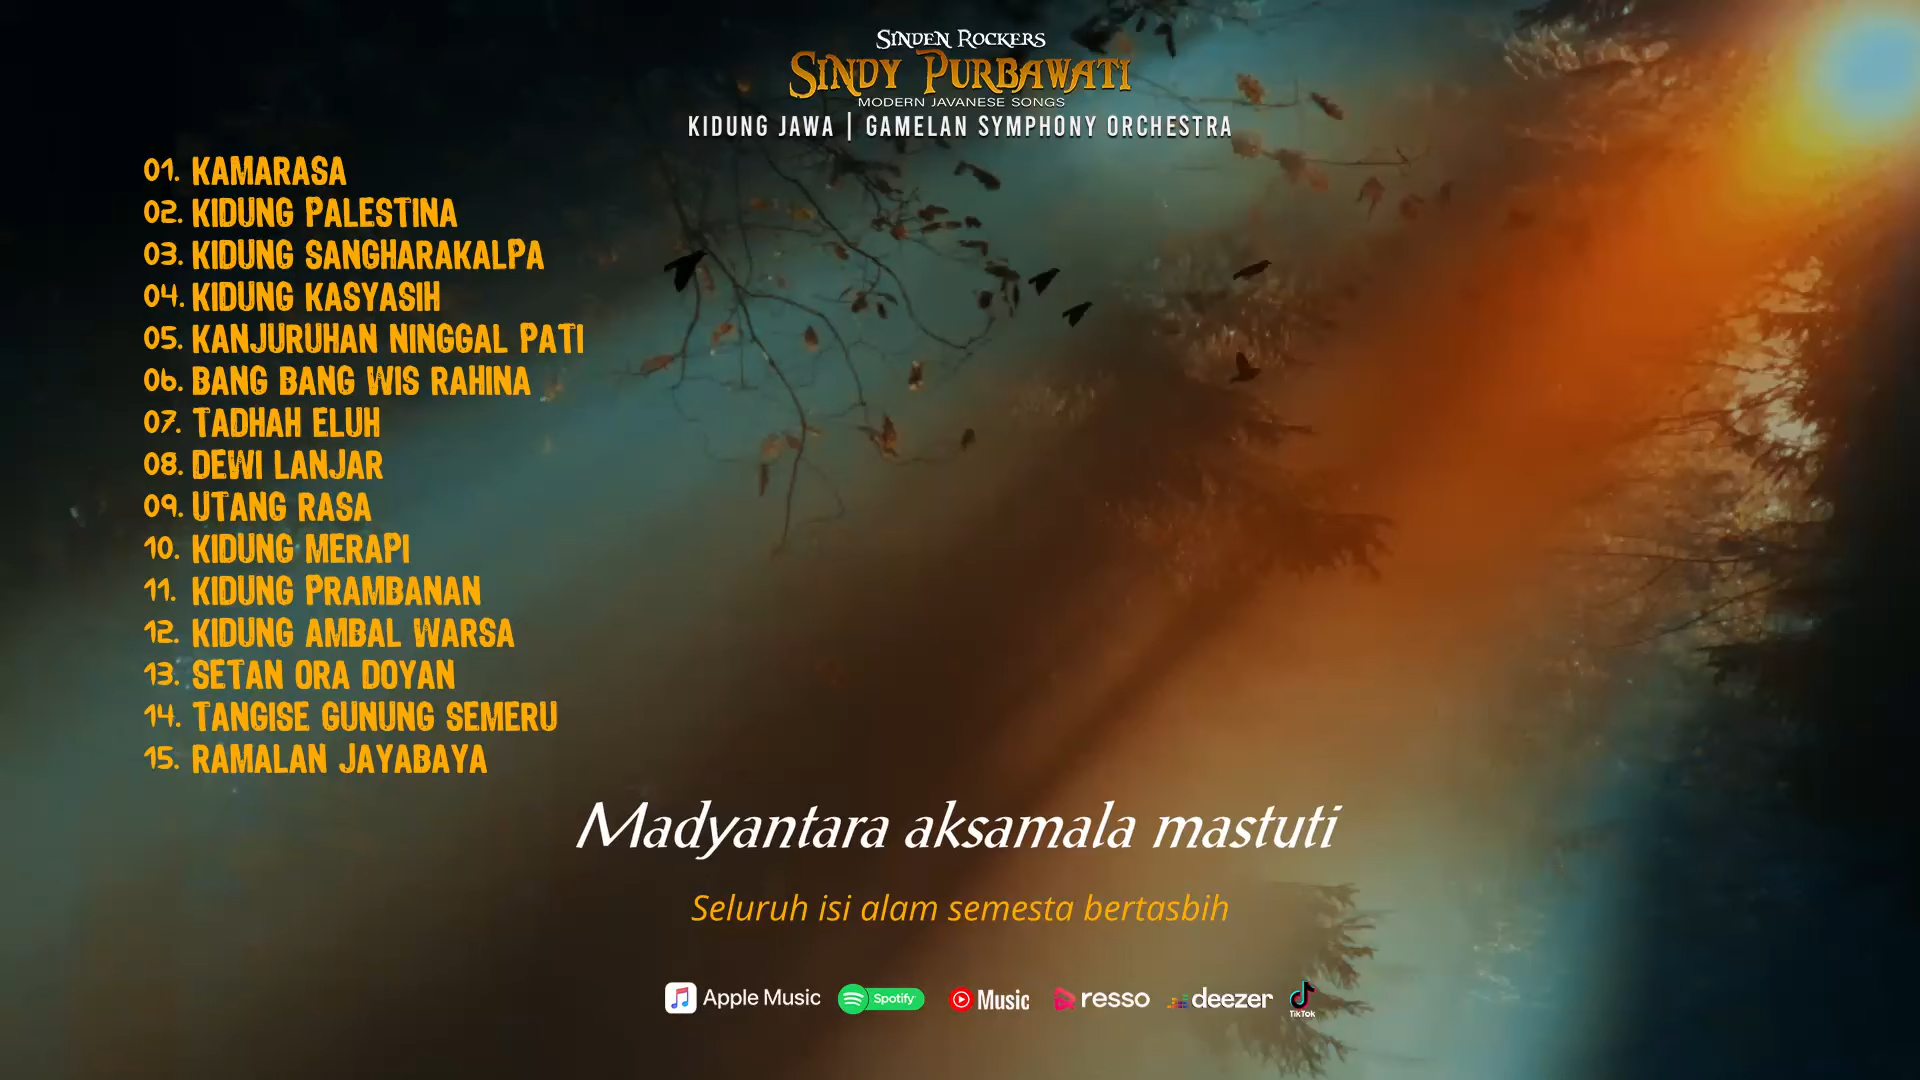 SINDEN ROCKERS
SINDY PURBAWATI
MODERN JAVANESE SONGS
KIDUNG JAWA | GAMELAN SYMPHONY ORCHESTRA
01. KAMARASA
02. KIDUNG PALESTINA
03. KIDUNG SANGHARAKALPA
04. KIDUNG KASYASIH
05. KANJURUHAN NINGGAL PATI
06. BANG BANG WIS RAHINA
07. TADHAH ELUH
08. DEWI LANJAR
09. UTANG RASA
10. KIDUNG MERAPI
11. KIDUNG PRAMBANAN
12. KIDUNG AMBAL WARSA
13. SETAN ORA DOYAN
14. TANGISE GUNUNG SEMERU
15. RAMALAN JAYABAYA
Madyantara aksamala mastuti
Seluruh isi alam semesta bertasbih
Apple Music Spotify Music resso deezer TikTok